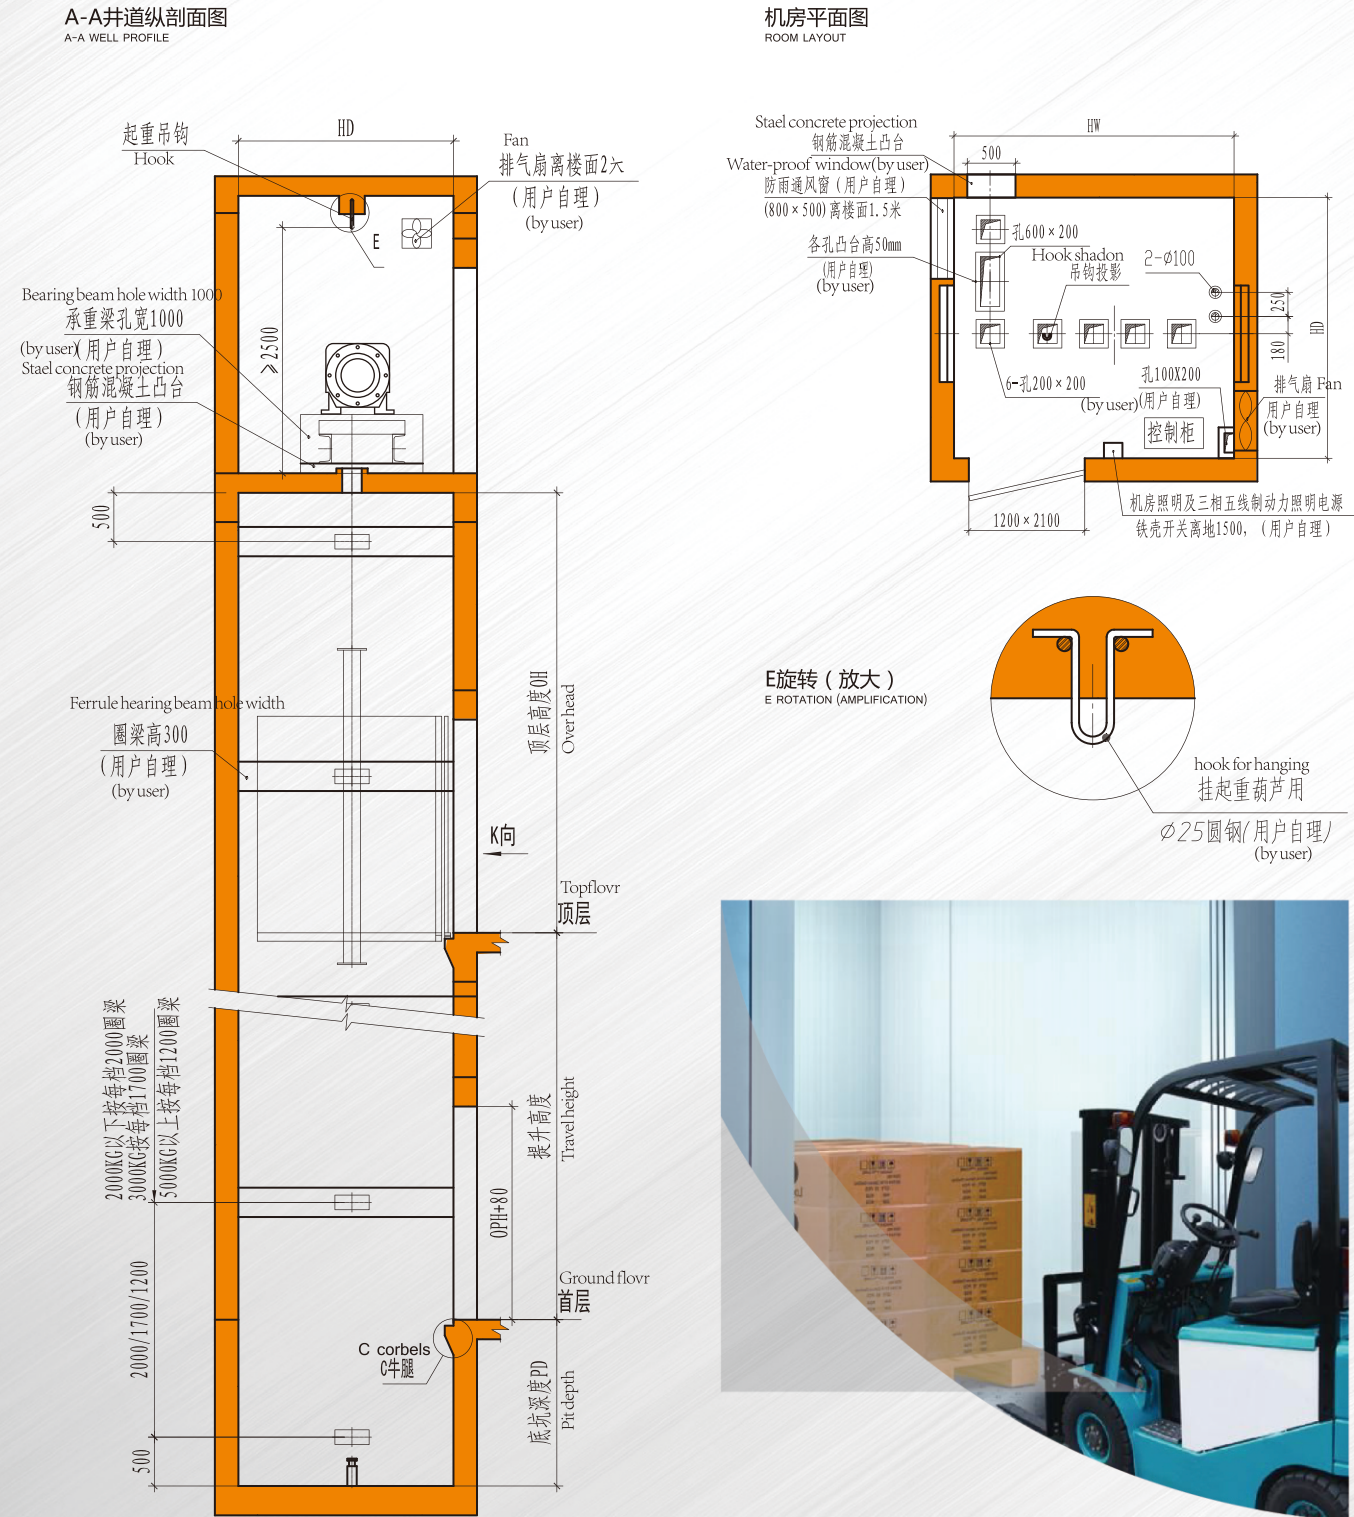 A-A井道纵剖面图
A-A WELL PROFILE
起重吊钩
Hook
HD
Fan
排气扇离楼面2米
(用户自理)
(by user)
E
Bearing beam hole width 1000
承重梁孔宽1000
(by user)(用户自理)
Stael concrete projection
钢筋混凝土凸台
(用户自理)
(by user)
≥2500
500
Ferrule hearing beam hole width
圈梁高300
(用户自理)
(by user)
顶层高度OH
Over head
K向
Topflovr
顶层
2000KG以下按每档2000圈梁
3000KG按每档1700圈梁
5000KG以上按每档1200圈梁
提升高度
Travel height
OPH+80
2000/1700/1200
Ground flovr
首层
C corbels
C牛腿
底坑深度PD
Pit depth
500
机房平面图
ROOM LAYOUT
Stael concrete projection
钢筋混凝土凸台
Water-proof window(by user)
防雨通风窗(用户自理)
(800×500)离楼面1.5米
各孔凸台高50mm
(用户自理)
(by user)
HW
500
孔600×200
Hook shadon
吊钩投影
2-Ø100
250
180
HD
6-孔200×200
(by user)
孔100X200
(用户自理)
控制柜
排气扇 Fan
用户自理
(by user)
1200×2100
机房照明及三相五线制动力照明电源
铁壳开关离地1500,(用户自理)
E旋转(放大)
E ROTATION (AMPLIFICATION)
hook for hanging
挂起重葫芦用
Ø25圆钢(用户自理)
(by user)